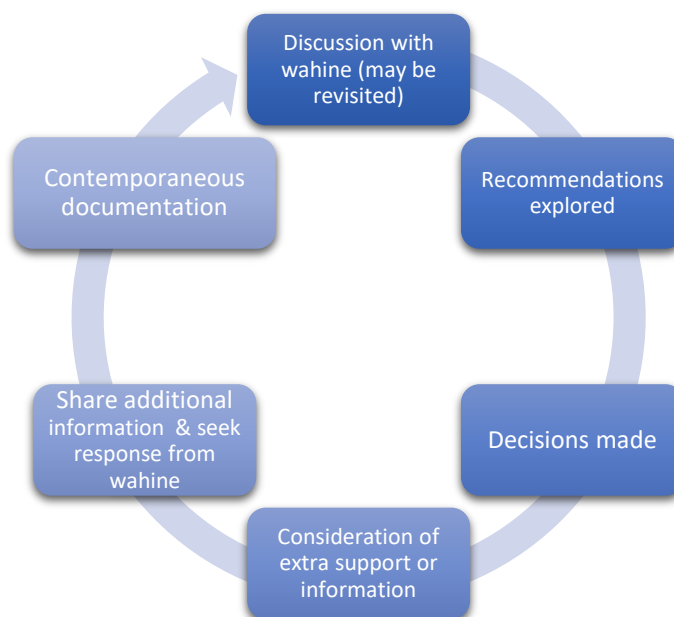 Discussion with
wahine (may be
revisited)
Recommendations
explored
Decisions made
Consideration of
extra support or
information
Share additional
information & seek
response from
wahine
Contemporaneous
documentation